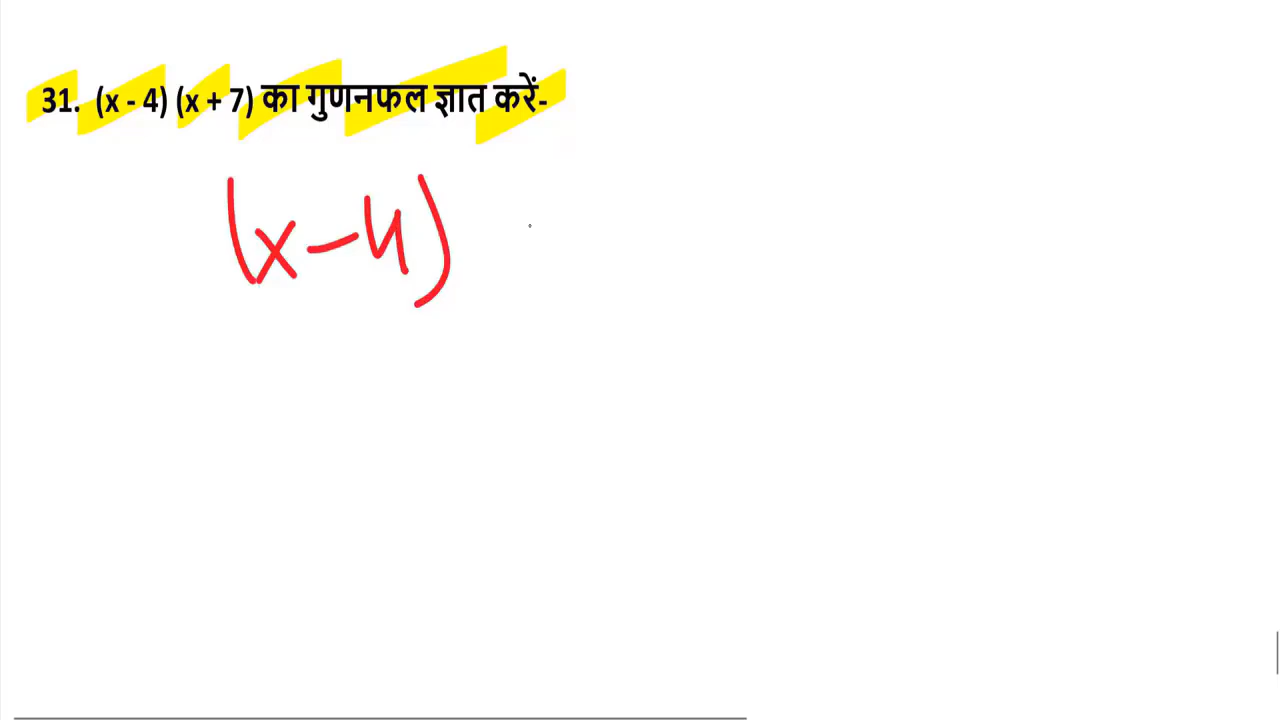 31. (x - 4) (x + 7) का गुणनफल ज्ञात करें-
(x-4)